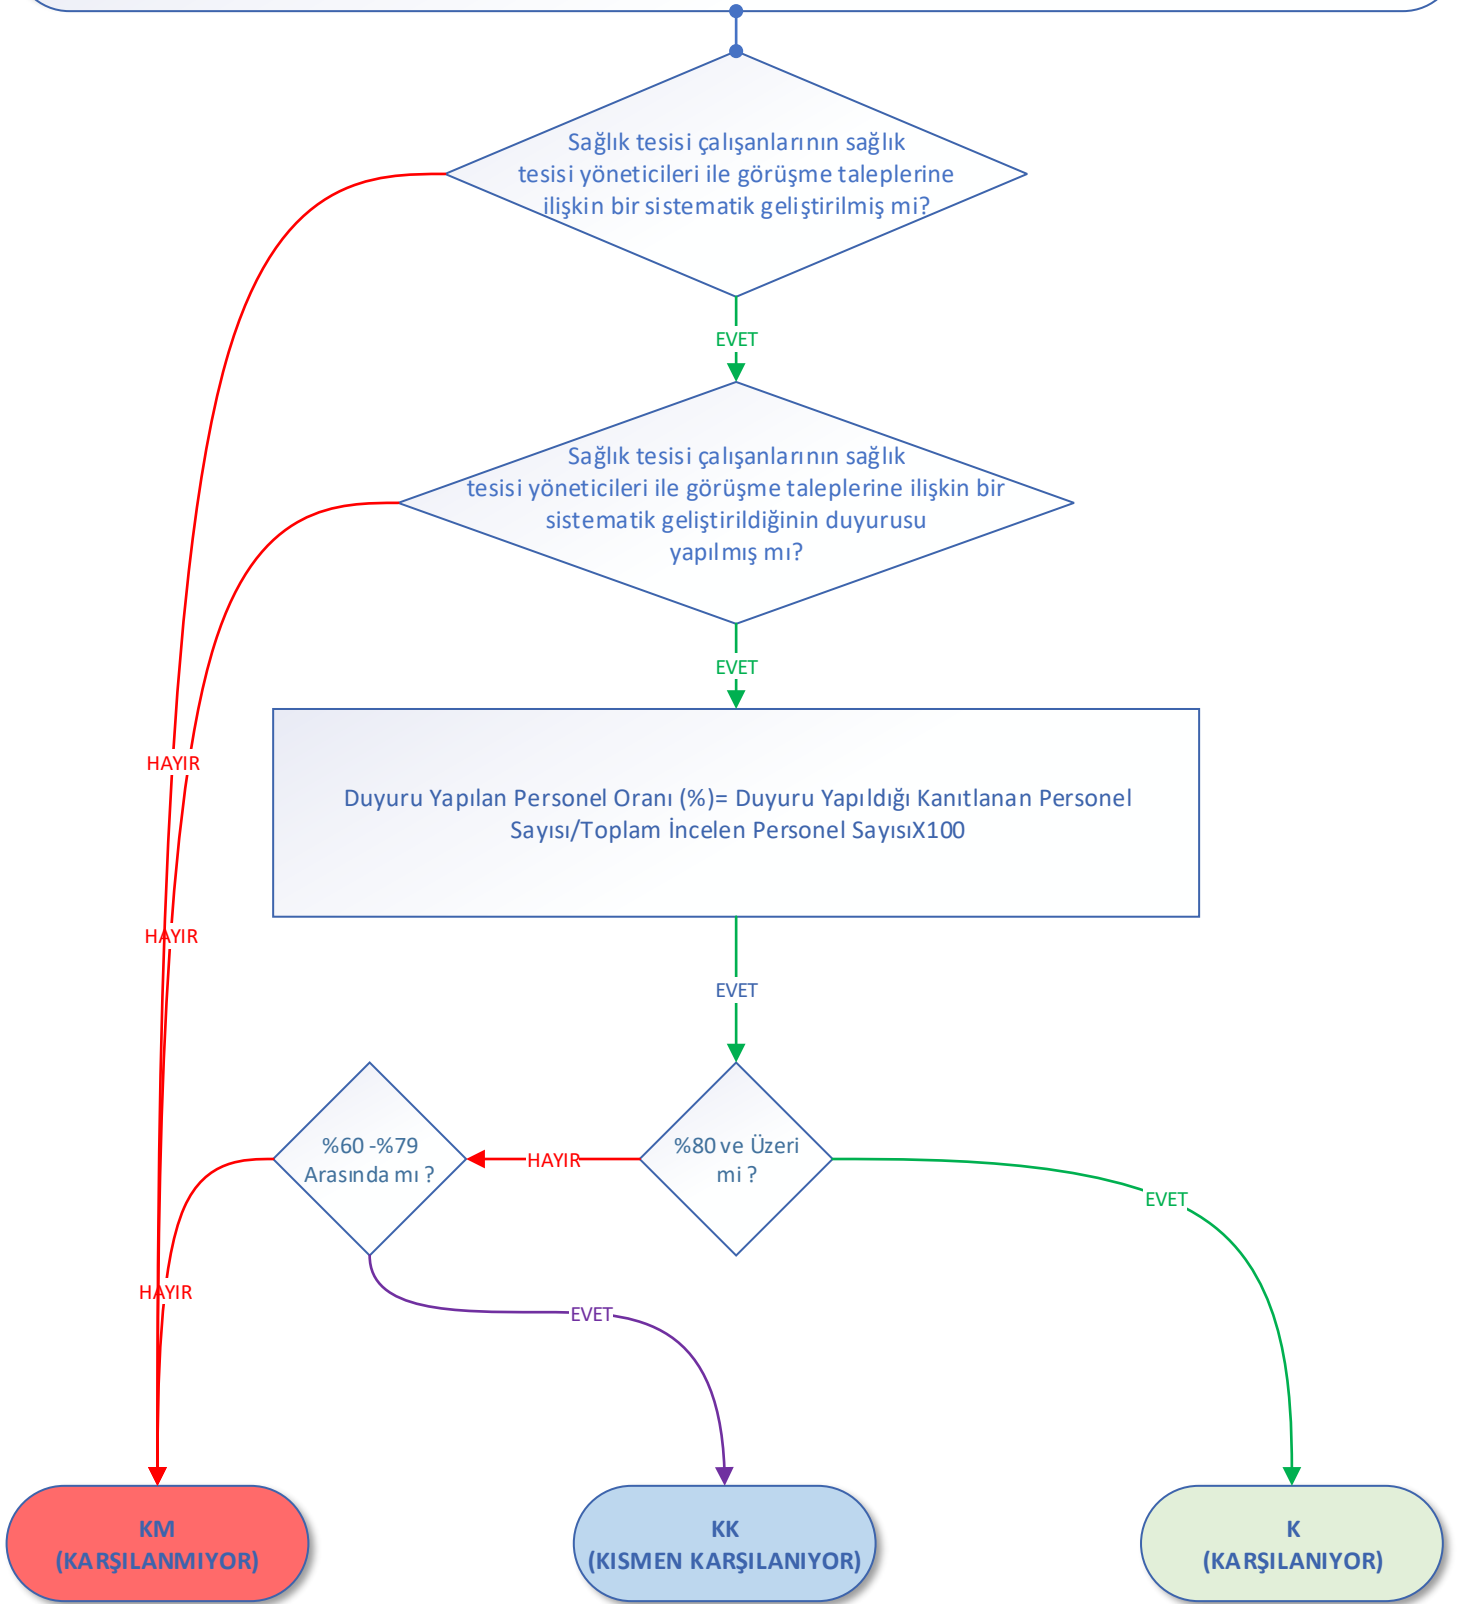 Sağlık tesisi çalışanlarının sağlık
tesisi yöneticileri ile görüşme taleplerine
ilişkin bir sistematik geliştirilmiş mi?
EVET
Sağlık tesisi çalışanlarının sağlık
tesisi yöneticileri ile görüşme taleplerine ilişkin bir
sistematik geliştirildiğinin duyurusu
yapılmış mı?
EVET
HAYIR
Duyuru Yapılan Personel Oranı (%)= Duyuru Yapıldığı Kanıtlanan Personel
Sayısı/Toplam İncelen Personel SayısıX100
HAYIR
EVET
%60 -%79
Arasında mı ?
HAYIR
%80 ve Üzeri
mi ?
EVET
HAYIR
EVET
KM
(KARŞILANMIYOR)
KK
(KISMEN KARŞILANIYOR)
K
(KARŞILANIYOR)